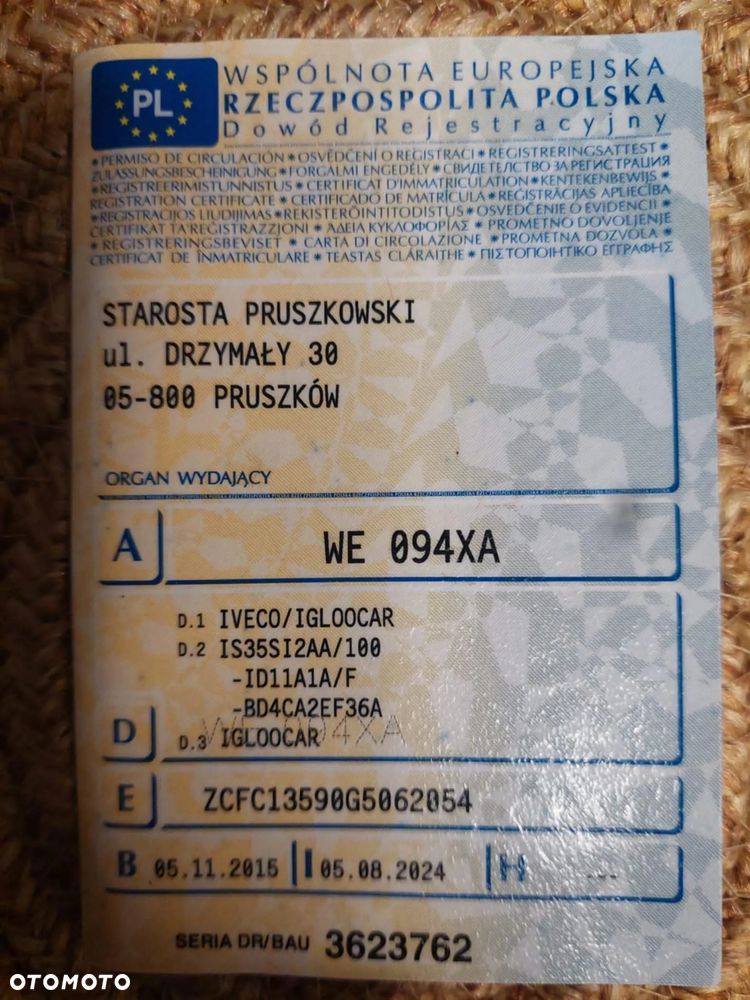 PL
WSPÓLNOTA EUROPEJSKA
RZECZPOSPOLITA POLSKA
Dowód Rejestracyjny
• PERMISO DE CIRCULACIÓN • OSVĚDČENÍ O REGISTRACI • REGISTRERINGSATTEST •
ZULASSUNGSBESCHEINIGUNG • FORGALMI ENGEDÉLY • СВИДЕТЕЛСТВО ЗА РЕГИСТРАЦИЯ
• REGISTREERIMISTUNNISTUS • CERTIFICAT D'IMMATRICULATION • KENTEKENBEWIJS •
REGISTRATION CERTIFICATE • CERTIFICADO DE MATRÍCULA • REĢISTRĀCIJAS APLIECĪBA
• REGISTRACIJOS LIUDIJIMAS • REKISTERÖINTITODISTUS • OSVEDČENIE O EVIDENCII •
CERTIFIKAT TA' REĠISTRAZZJONI • ΆΔΕΙΑ ΚΥΚΛΟΦΟΡΊΑΣ • PROMETNO DOVOLJENJE
• REGISTRERINGSBEVISET • CARTA DI CIRCOLAZIONE • PROMETNA DOZVOLA •
CERTIFICAT DE ÎNMATRICULARE • TEASTAS CLÁRAITHE • ΠΙΣΤΟΠΟΙΗΤΙΚΟ ΕΓΓΡΑΦΗΣ
STAROSTA PRUSZKOWSKI
ul. DRZYMAŁY 30
05-800 PRUSZKÓW
ORGAN WYDAJĄCY
A WE 094XA
D.1 IVECO/IGLOOCAR
D.2 IS35SI2AA/100
-ID11A1A/F
-BD4CA2EF36A
WE 094XA
D D.3 IGLOOCAR
E ZCFC13590G5062054
B 05.11.2015 I 05.08.2024 H ---
SERIA DR/BAU 3623762
OTOMOTO